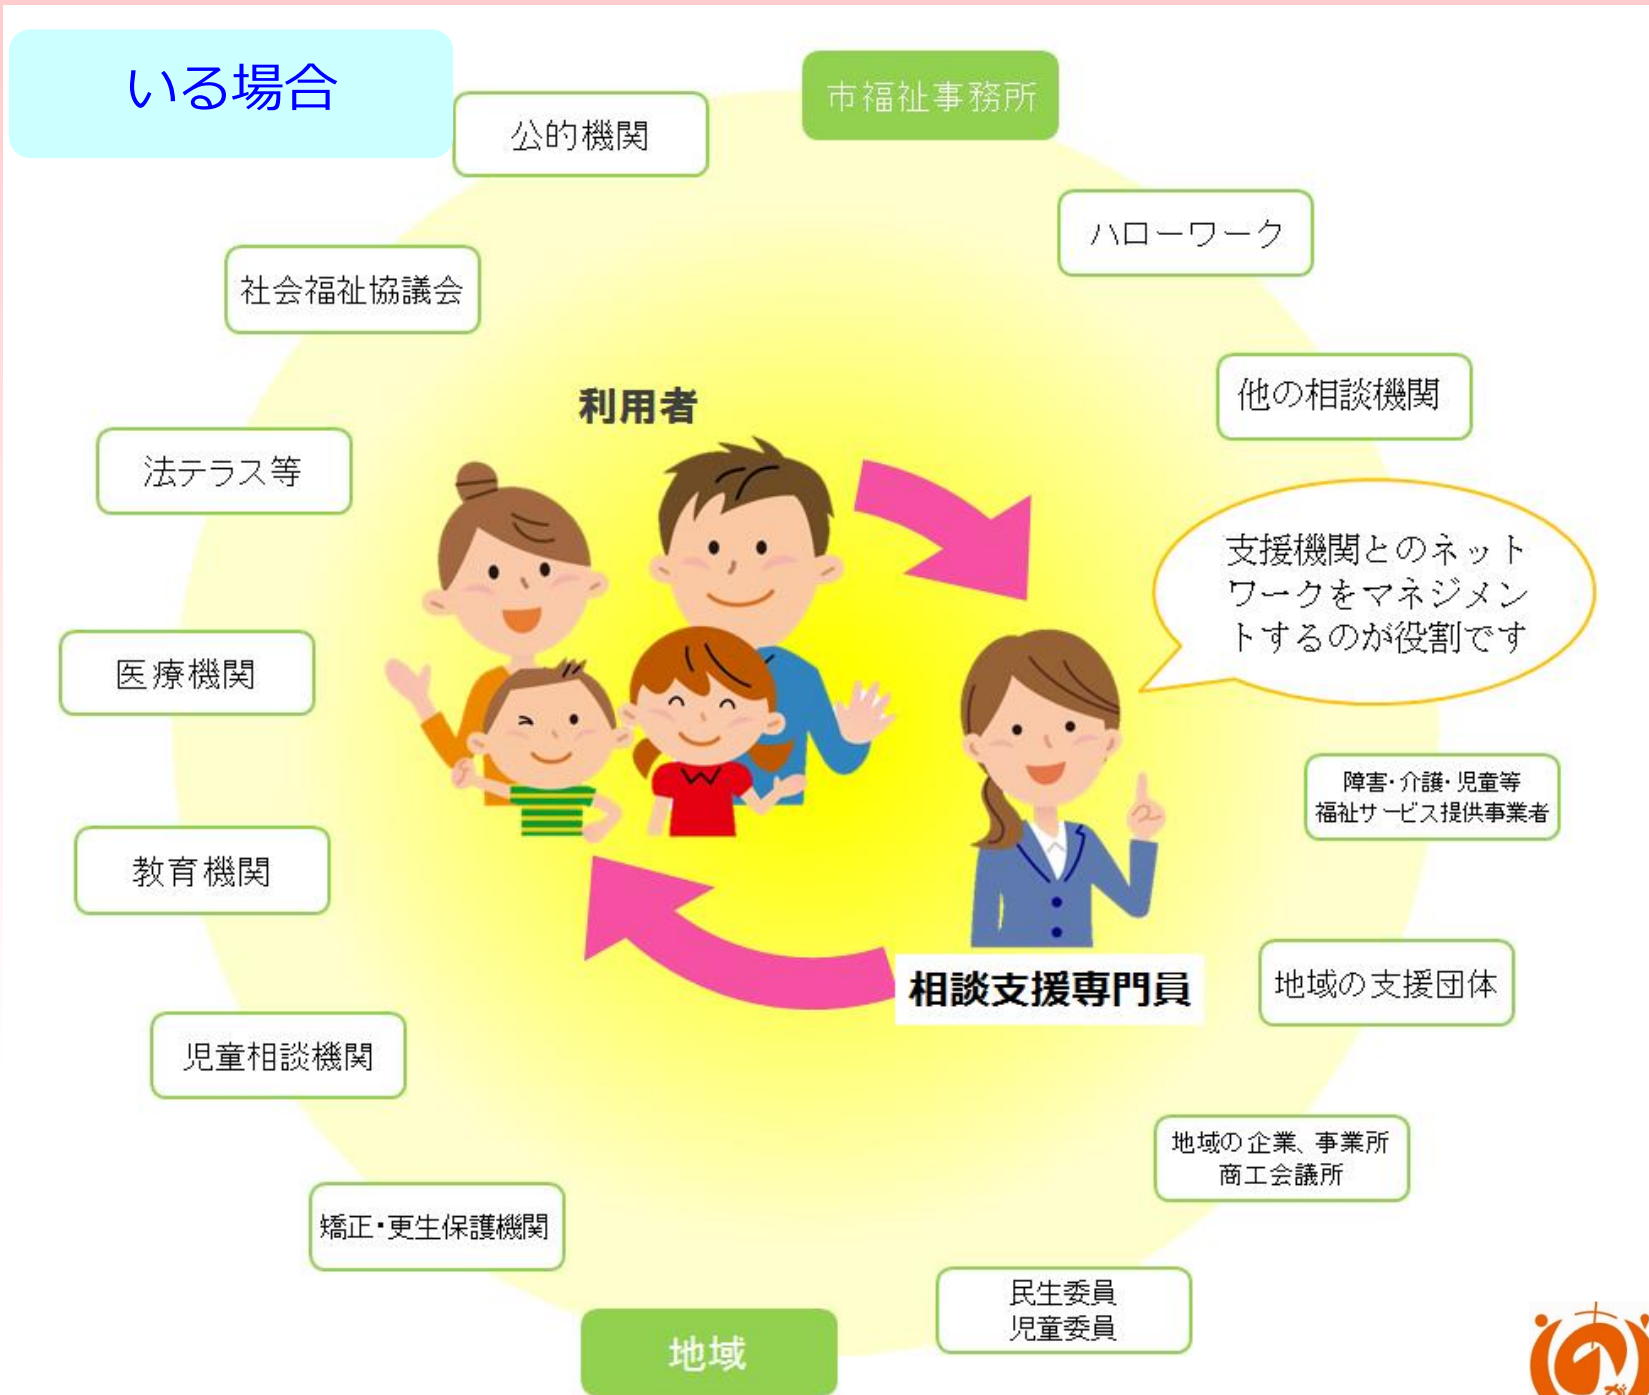 いる場合
公的機関
市福祉事務所
ハローワーク
社会福祉協議会
他の相談機関
利用者
法テラス等
支援機関とのネット
ワークをマネジメン
トするのが役割です
医療機関
障害・介護・児童等
福祉サービス提供事業者
教育機関
相談支援専門員
地域の支援団体
児童相談機関
地域の企業、事業所
商工会議所
矯正・更生保護機関
民生委員
児童委員
地域